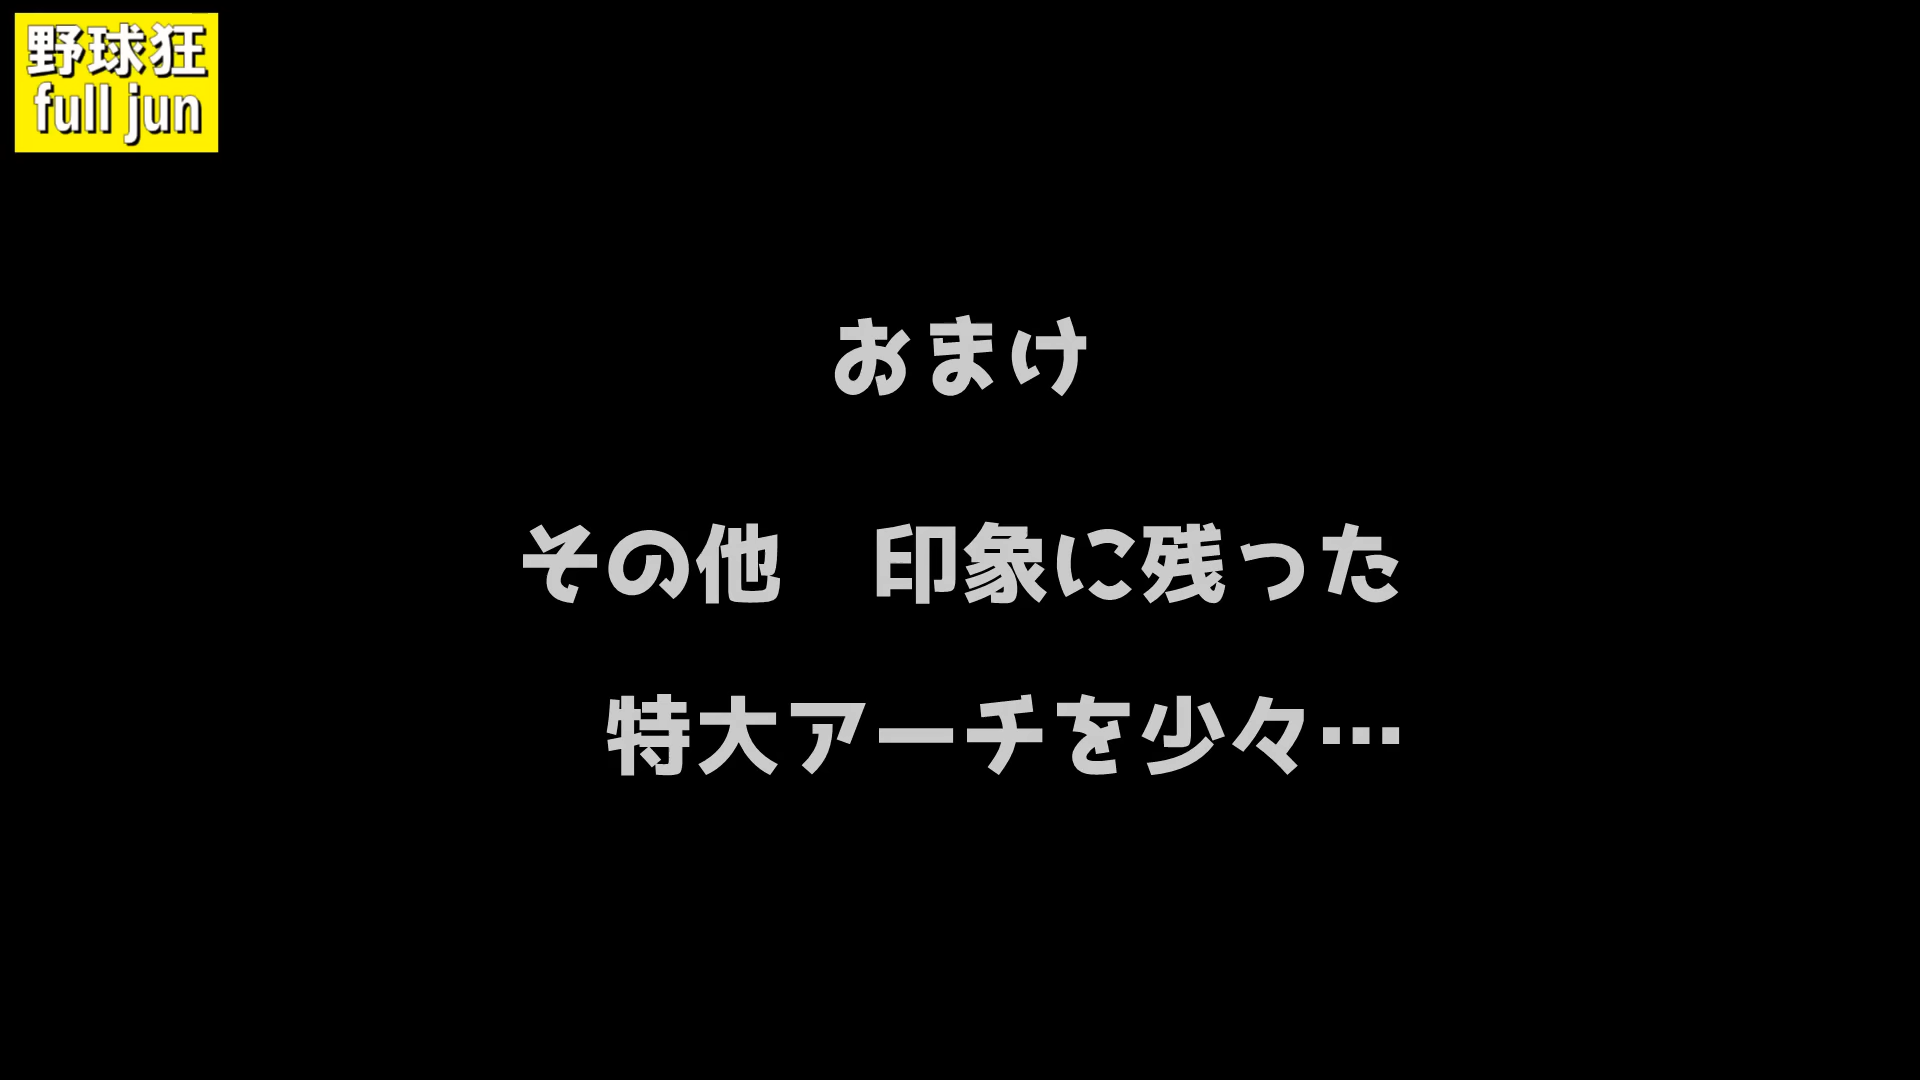 野球狂
full jun
おまけ
その他　印象に残った
特大アーチを少々…